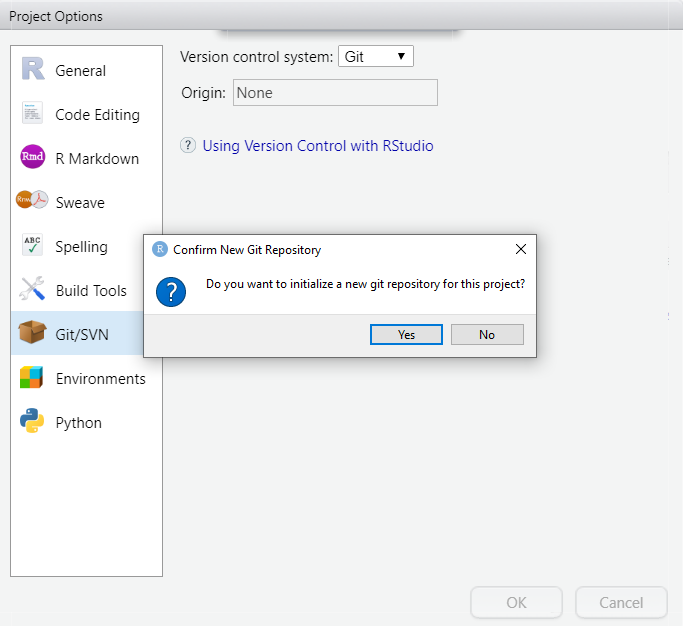 Project Options
R General
Code Editing
Rmd R Markdown
Sweave
ABC Spelling
Build Tools
Git/SVN
Environments
Python
Version control system: Git ▼
Origin: None
? Using Version Control with RStudio
R Confirm New Git Repository
? Do you want to initialize a new git repository for this project?
Yes No
OK Cancel